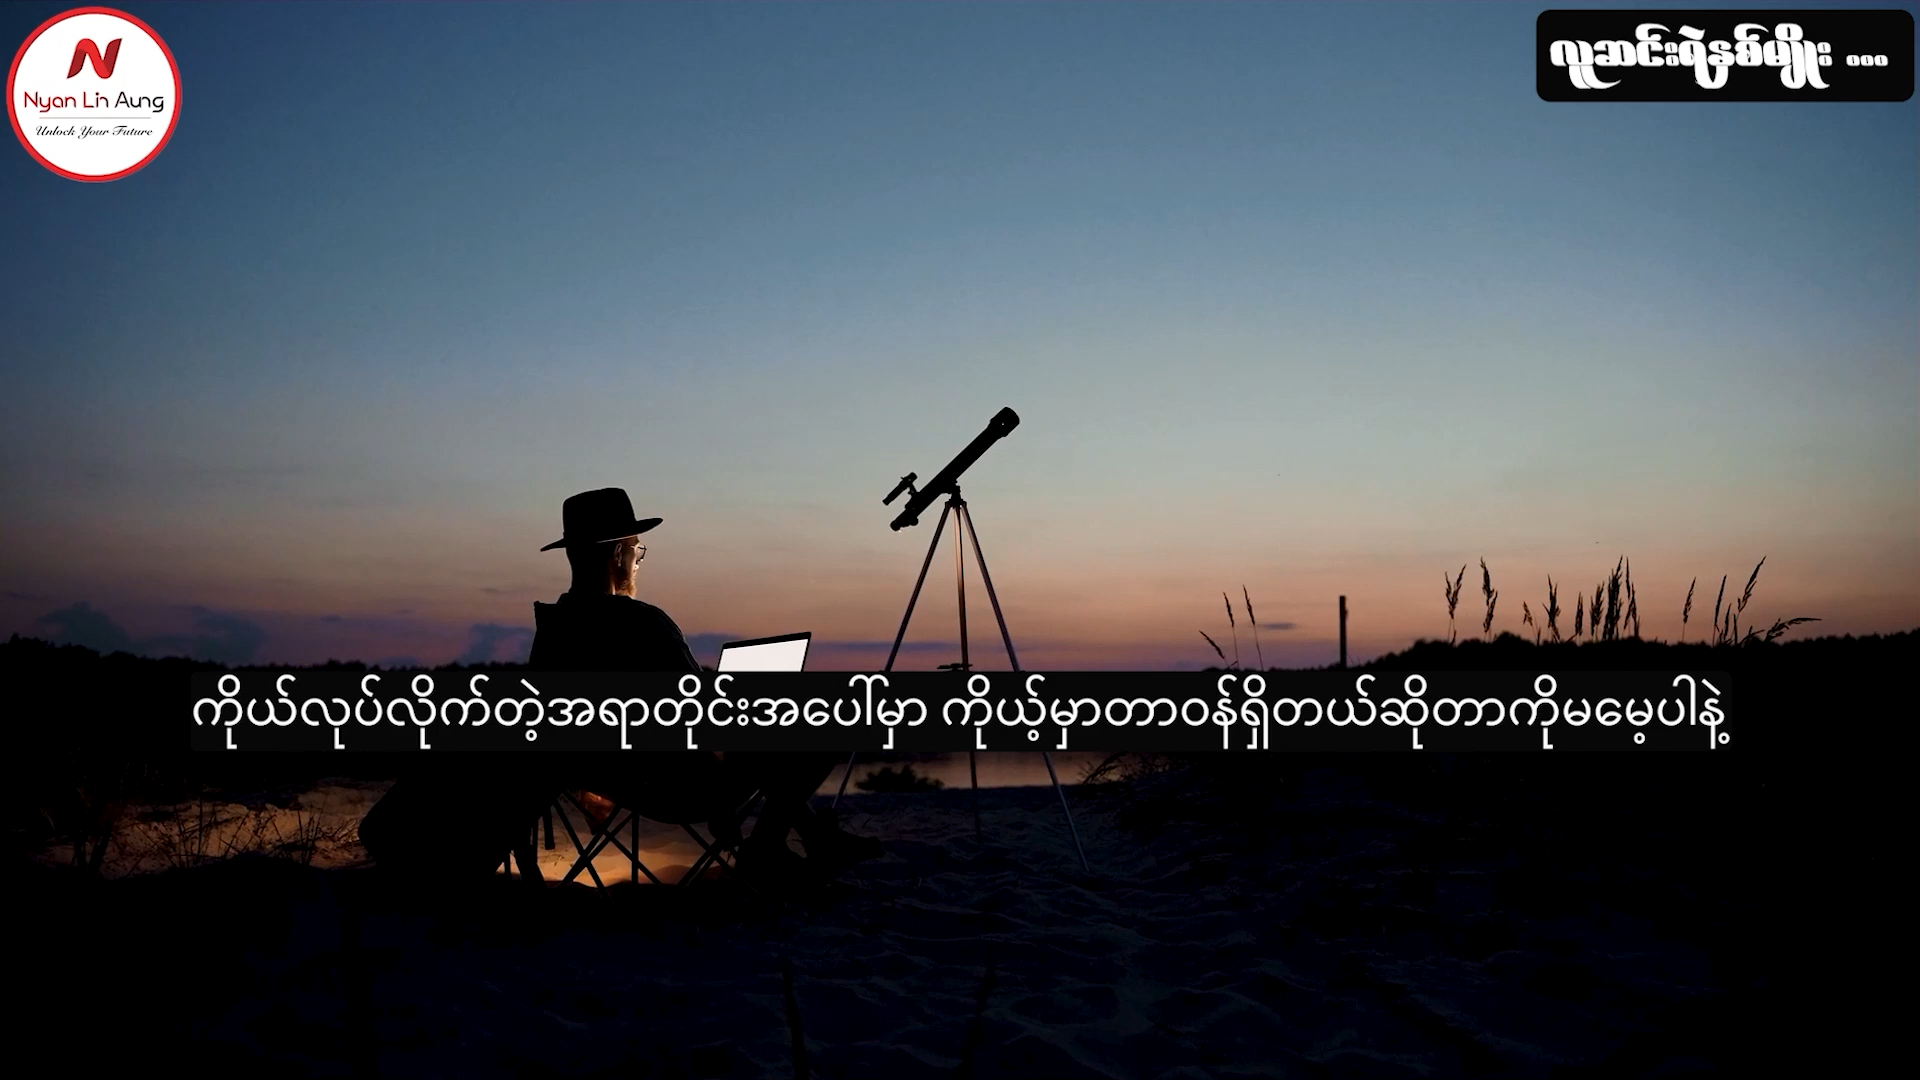 Nyan Lin Aung
Unlock Your Future
လူဆင်းရဲနှစ်မျိုး ...
ကိုယ်လုပ်လိုက်တဲ့အရာတိုင်းအပေါ်မှာ ကိုယ့်မှာတာဝန်ရှိတယ်ဆိုတာကိုမမေ့ပါနဲ့